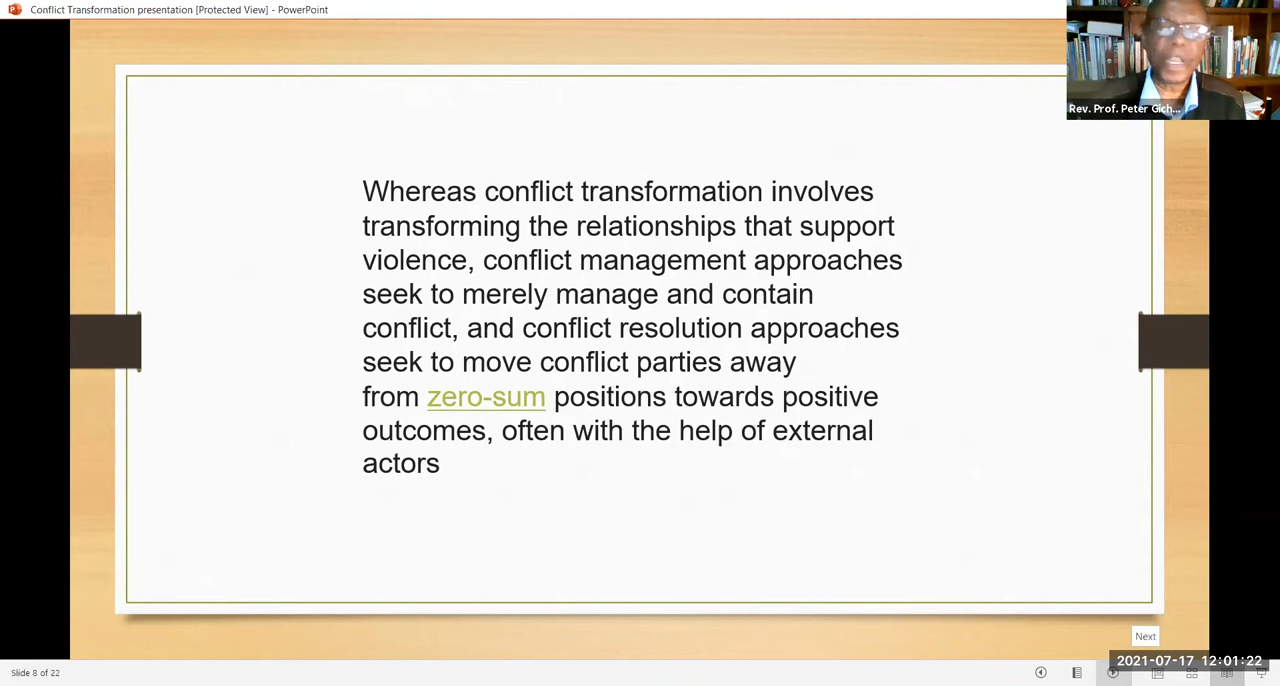 Conflict Transformation presentation [Protected View] - PowerPoint
Rev. Prof. Peter Gich...
Whereas conflict transformation involves
transforming the relationships that support
violence, conflict management approaches
seek to merely manage and contain
conflict, and conflict resolution approaches
seek to move conflict parties away
from zero-sum positions towards positive
outcomes, often with the help of external
actors
Next
2021-07-17 12:01:22
Slide 8 of 22